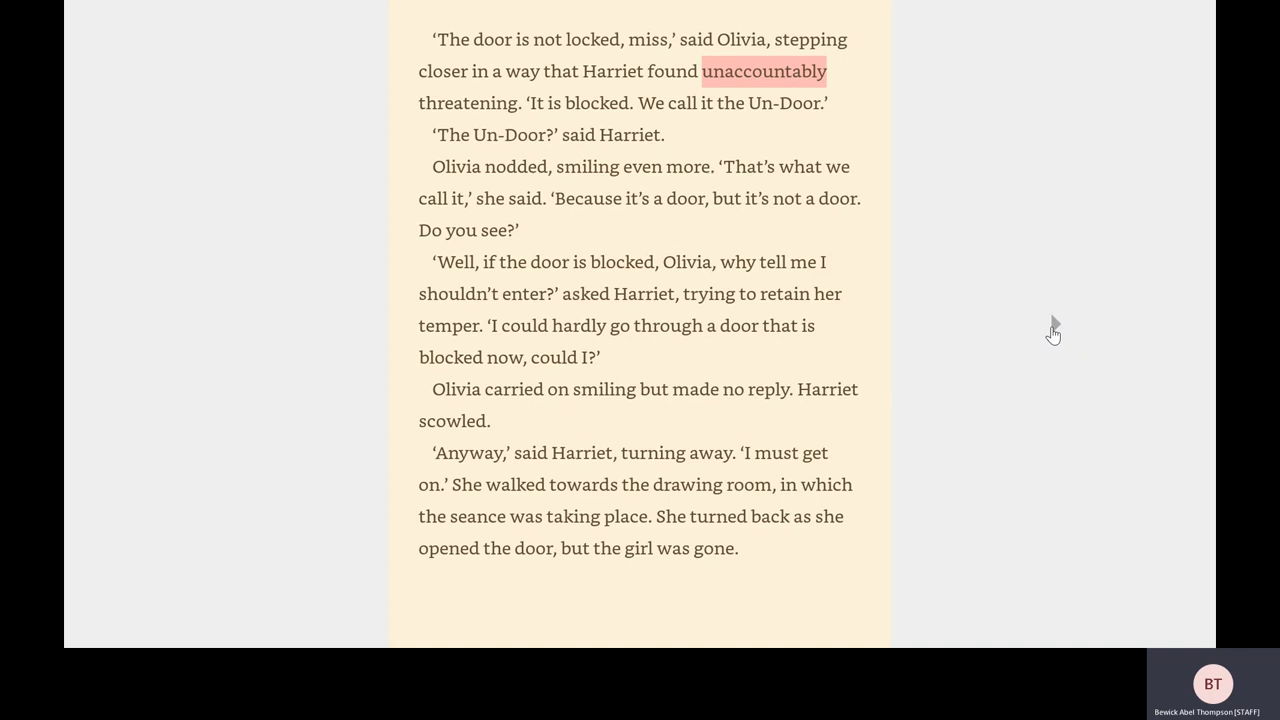 ‘The door is not locked, miss,’ said Olivia, stepping
closer in a way that Harriet found unaccountably
threatening. ‘It is blocked. We call it the Un-Door.’
‘The Un-Door?’ said Harriet.
Olivia nodded, smiling even more. ‘That’s what we
call it,’ she said. ‘Because it’s a door, but it’s not a door.
Do you see?’
‘Well, if the door is blocked, Olivia, why tell me I
shouldn’t enter?’ asked Harriet, trying to retain her
temper. ‘I could hardly go through a door that is
blocked now, could I?’
Olivia carried on smiling but made no reply. Harriet
scowled.
‘Anyway,’ said Harriet, turning away. ‘I must get
on.’ She walked towards the drawing room, in which
the seance was taking place. She turned back as she
opened the door, but the girl was gone.
BT
Bewick Abel Thompson [STAFF]